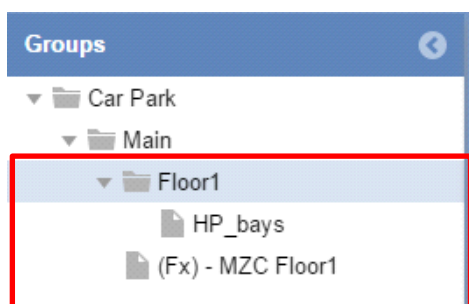 Groups
Car Park
Main
Floor1
HP_bays
(Fx) - MZC Floor1